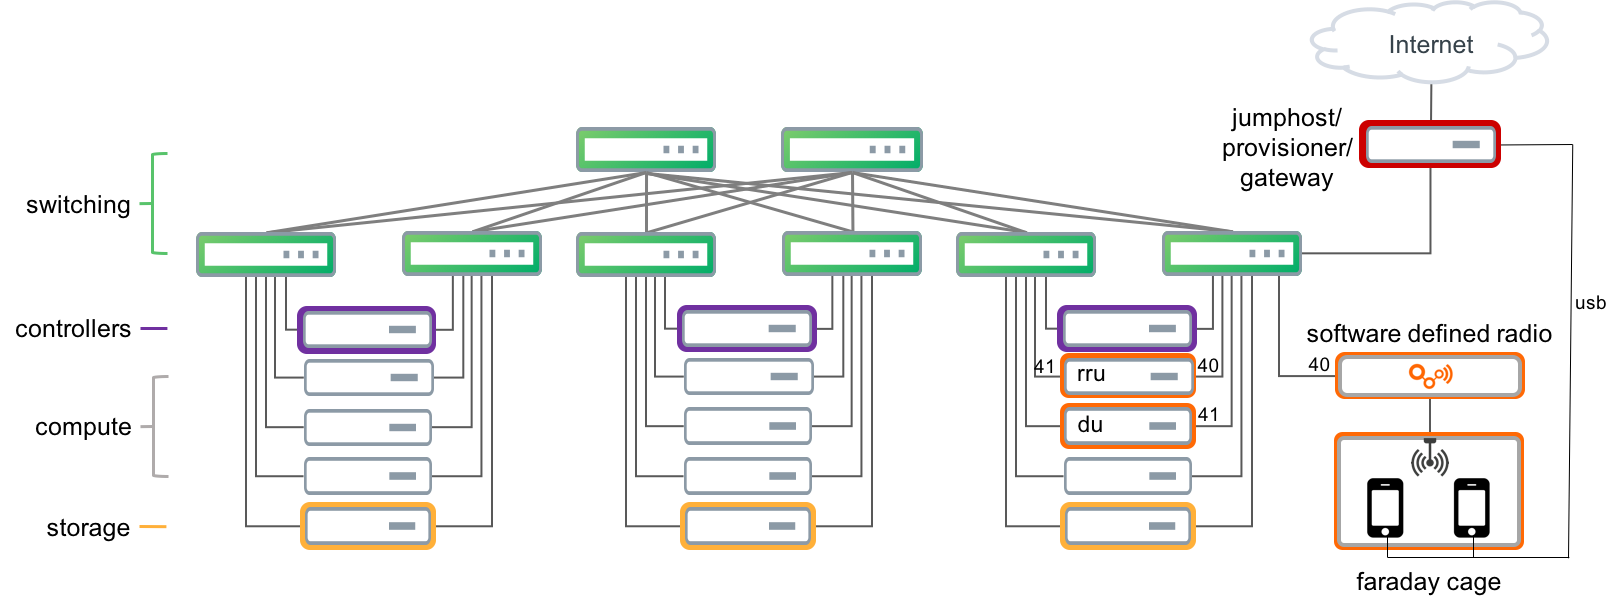 Internet
jumphost/
provisioner/
gateway
switching
usb
controllers
software defined radio
41
rru
40
40
compute
du
41
storage
faraday cage